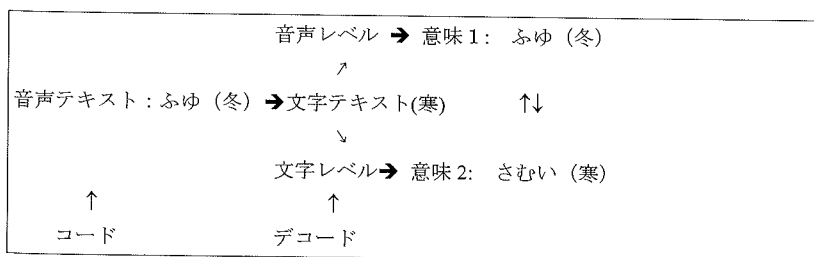 音声レベル ➔ 意味1: ふゆ (冬)
↗
音声テキスト:ふゆ (冬) ➔文字テキスト(寒) ↑↓
↘
文字レベル➔ 意味2: さむい (寒)
↑ ↑
コード デコード